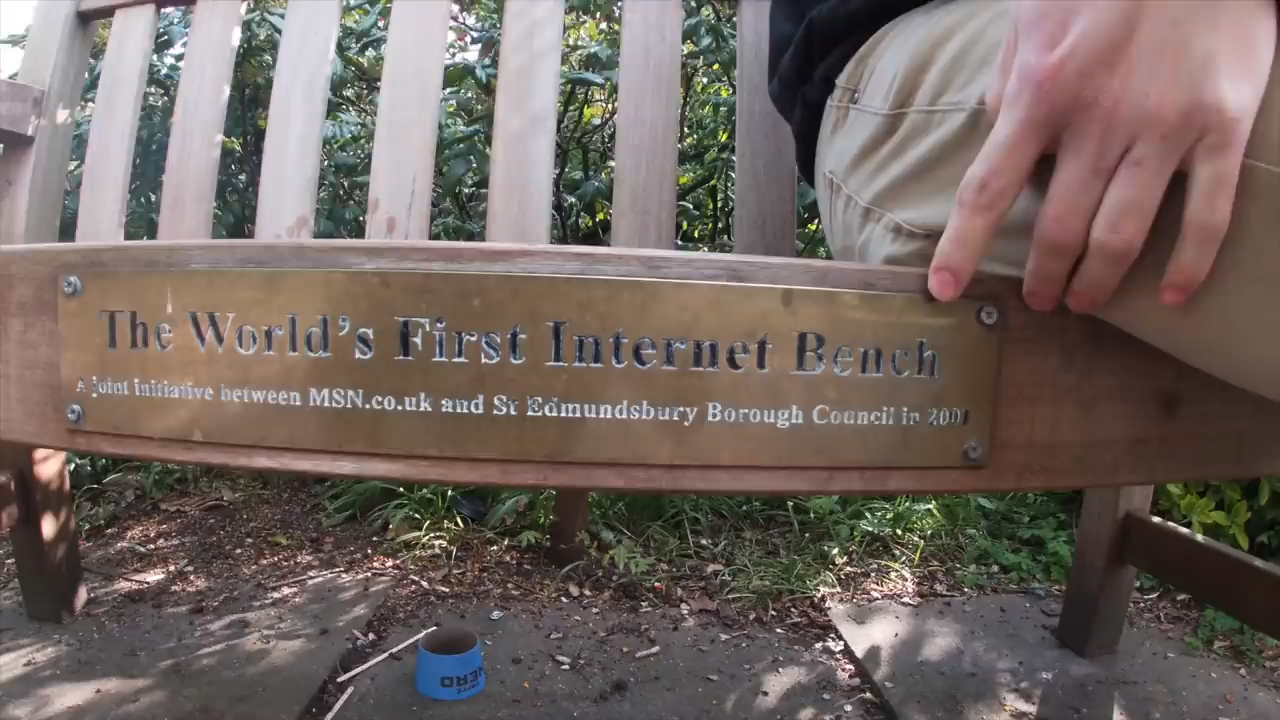 The World's First Internet Bench
A joint initiative between MSN.co.uk and St Edmundsbury Borough Council in 2001